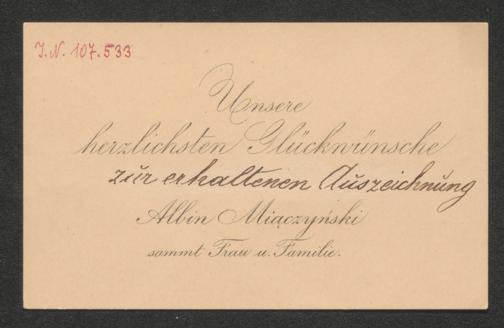 J.N. 107.533
Unsere
herzlichsten Glückwünsche
zur erhaltenen Auszeichnung
Albin Miączyński
sammt Frau u. Familie.